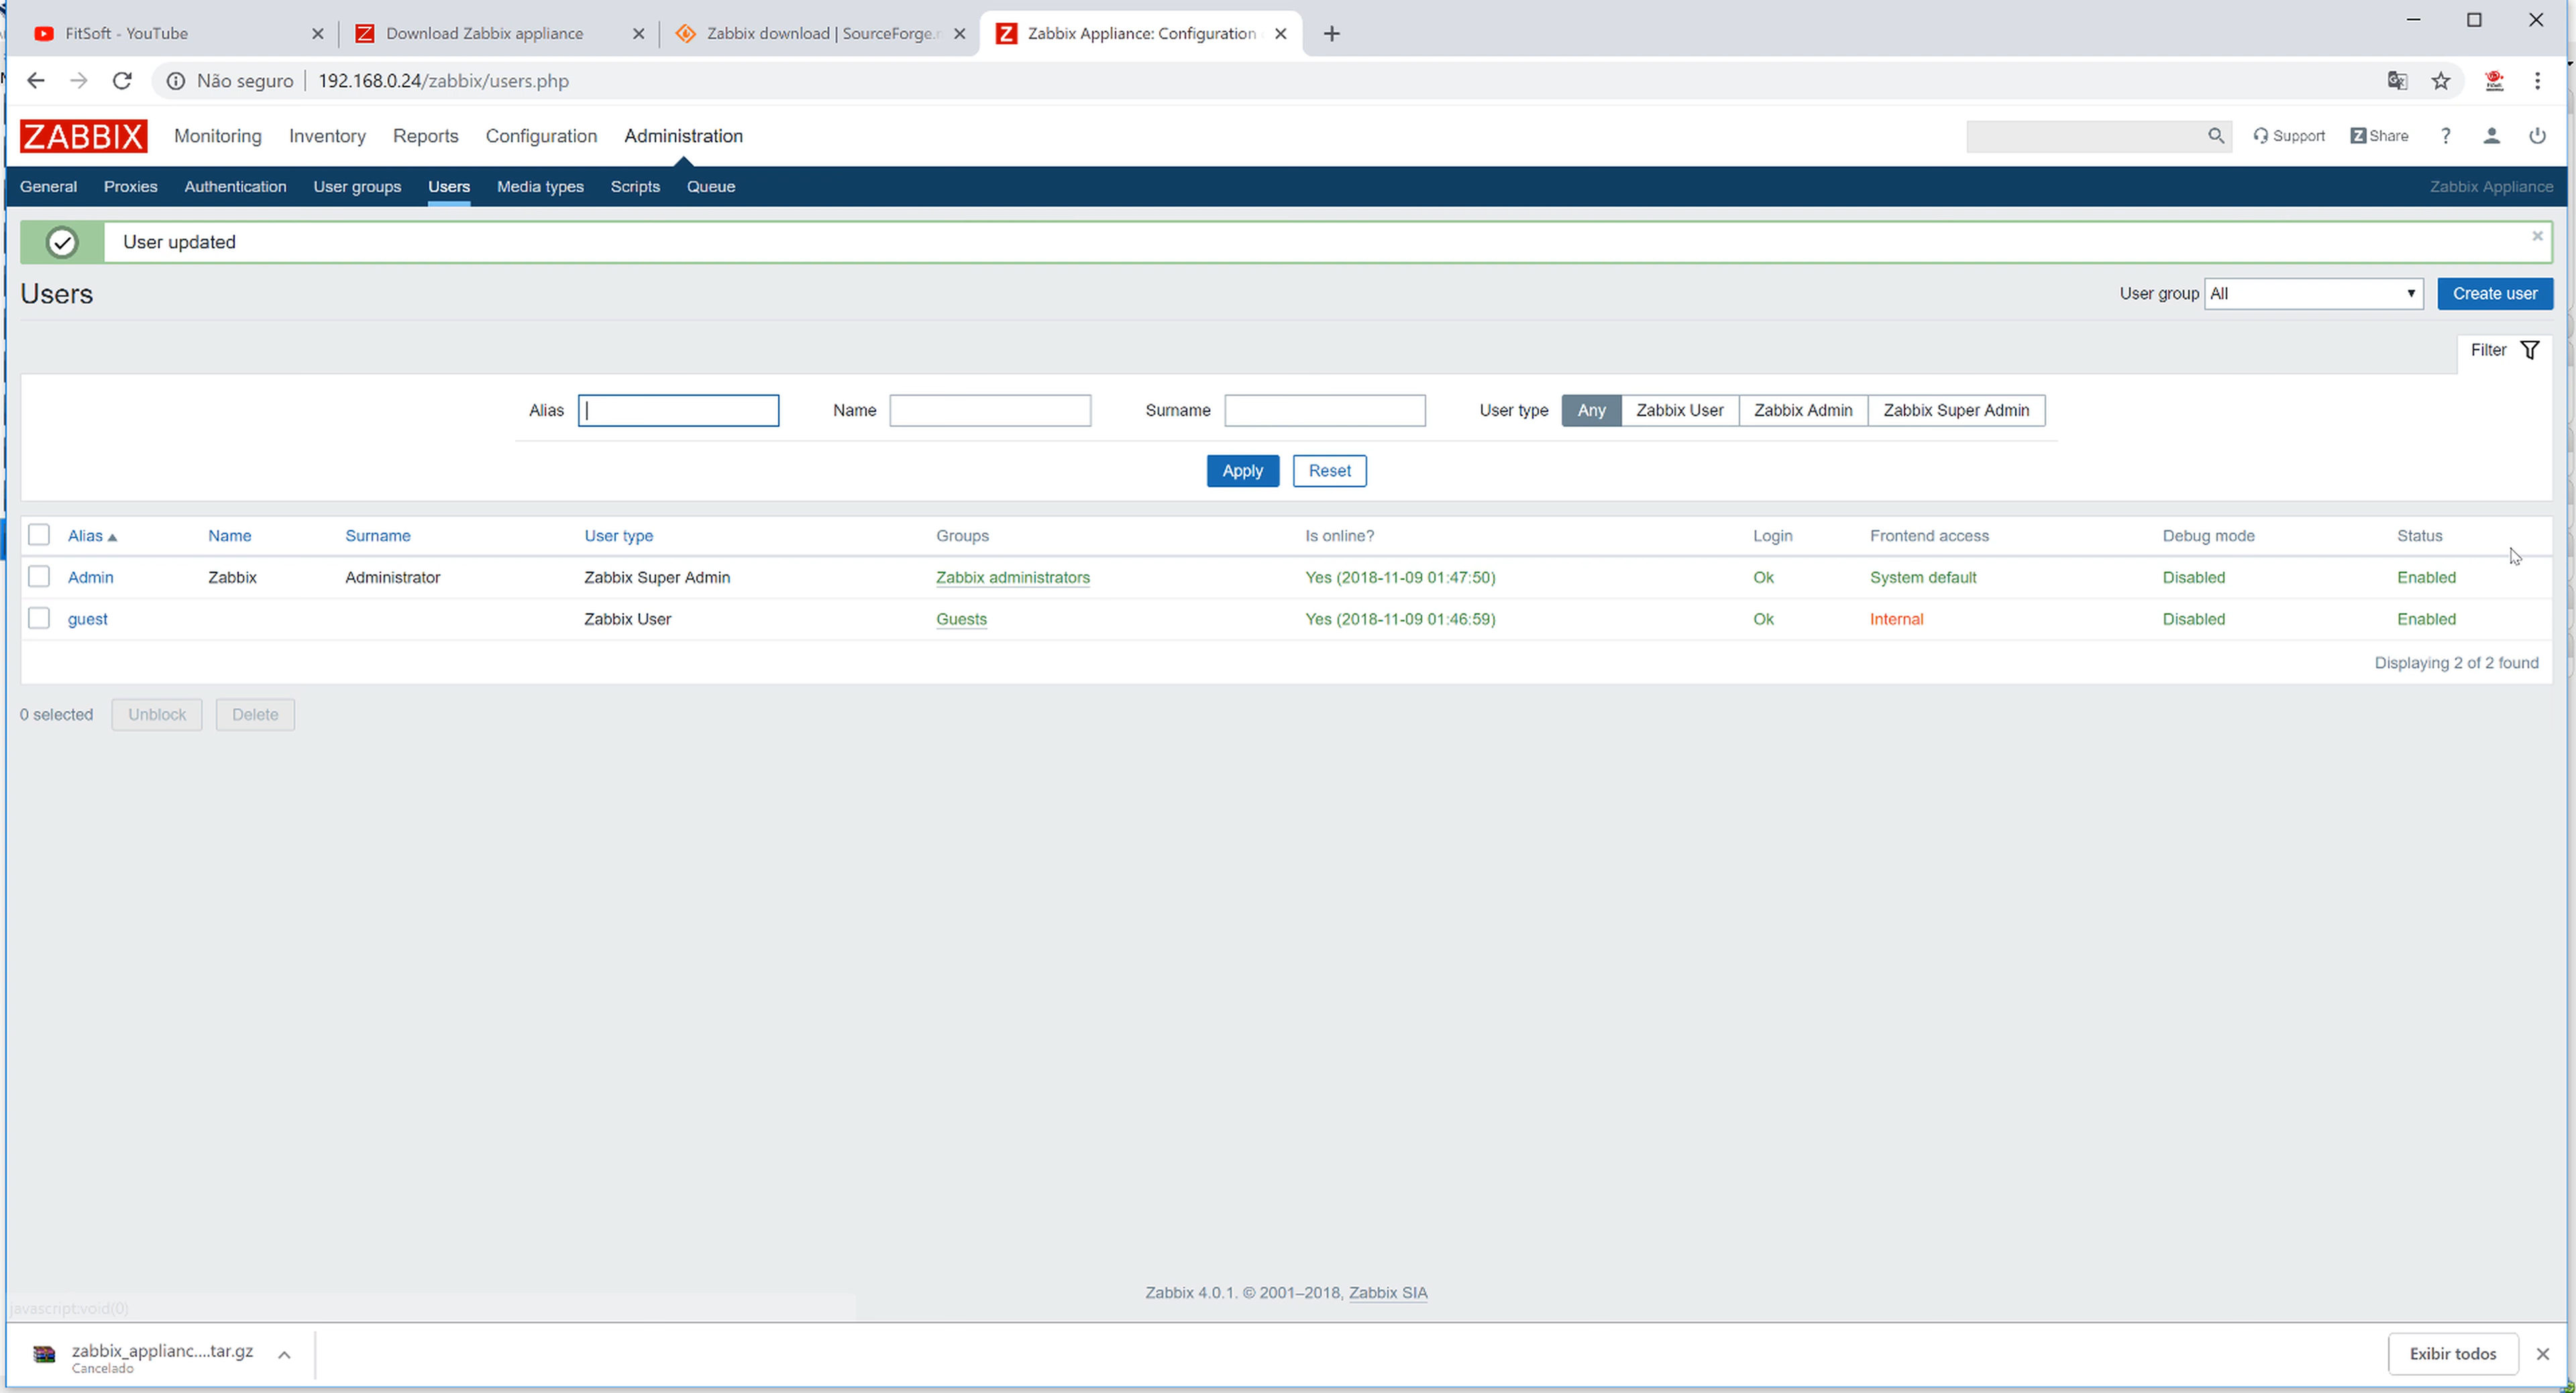 FitSoft - YouTube
Download Zabbix appliance
Zabbix download | SourceForge.n
Zabbix Appliance: Configuration
Não seguro
192.168.0.24/zabbix/users.php
ZABBIX
Monitoring
Inventory
Reports
Configuration
Administration
Support
Z Share
?
General
Proxies
Authentication
User groups
Users
Media types
Scripts
Queue
Zabbix Appliance
User updated
Users
User group
All
Create user
Filter
Alias
Name
Surname
User type
Any
Zabbix User
Zabbix Admin
Zabbix Super Admin
Apply
Reset
Alias Name Surname User type Groups Is online? Login Frontend access Debug mode Status
Admin Zabbix Administrator Zabbix Super Admin Zabbix administrators Yes (2018-11-09 01:47:50) Ok System default Disabled Enabled
guest Zabbix User Guests Yes (2018-11-09 01:46:59) Ok Internal Disabled Enabled
Displaying 2 of 2 found
0 selected
Unblock
Delete
Zabbix 4.0.1. © 2001–2018, Zabbix SIA
javascript:void(0)
zabbix_applianc....tar.gz
Cancelado
Exibir todos